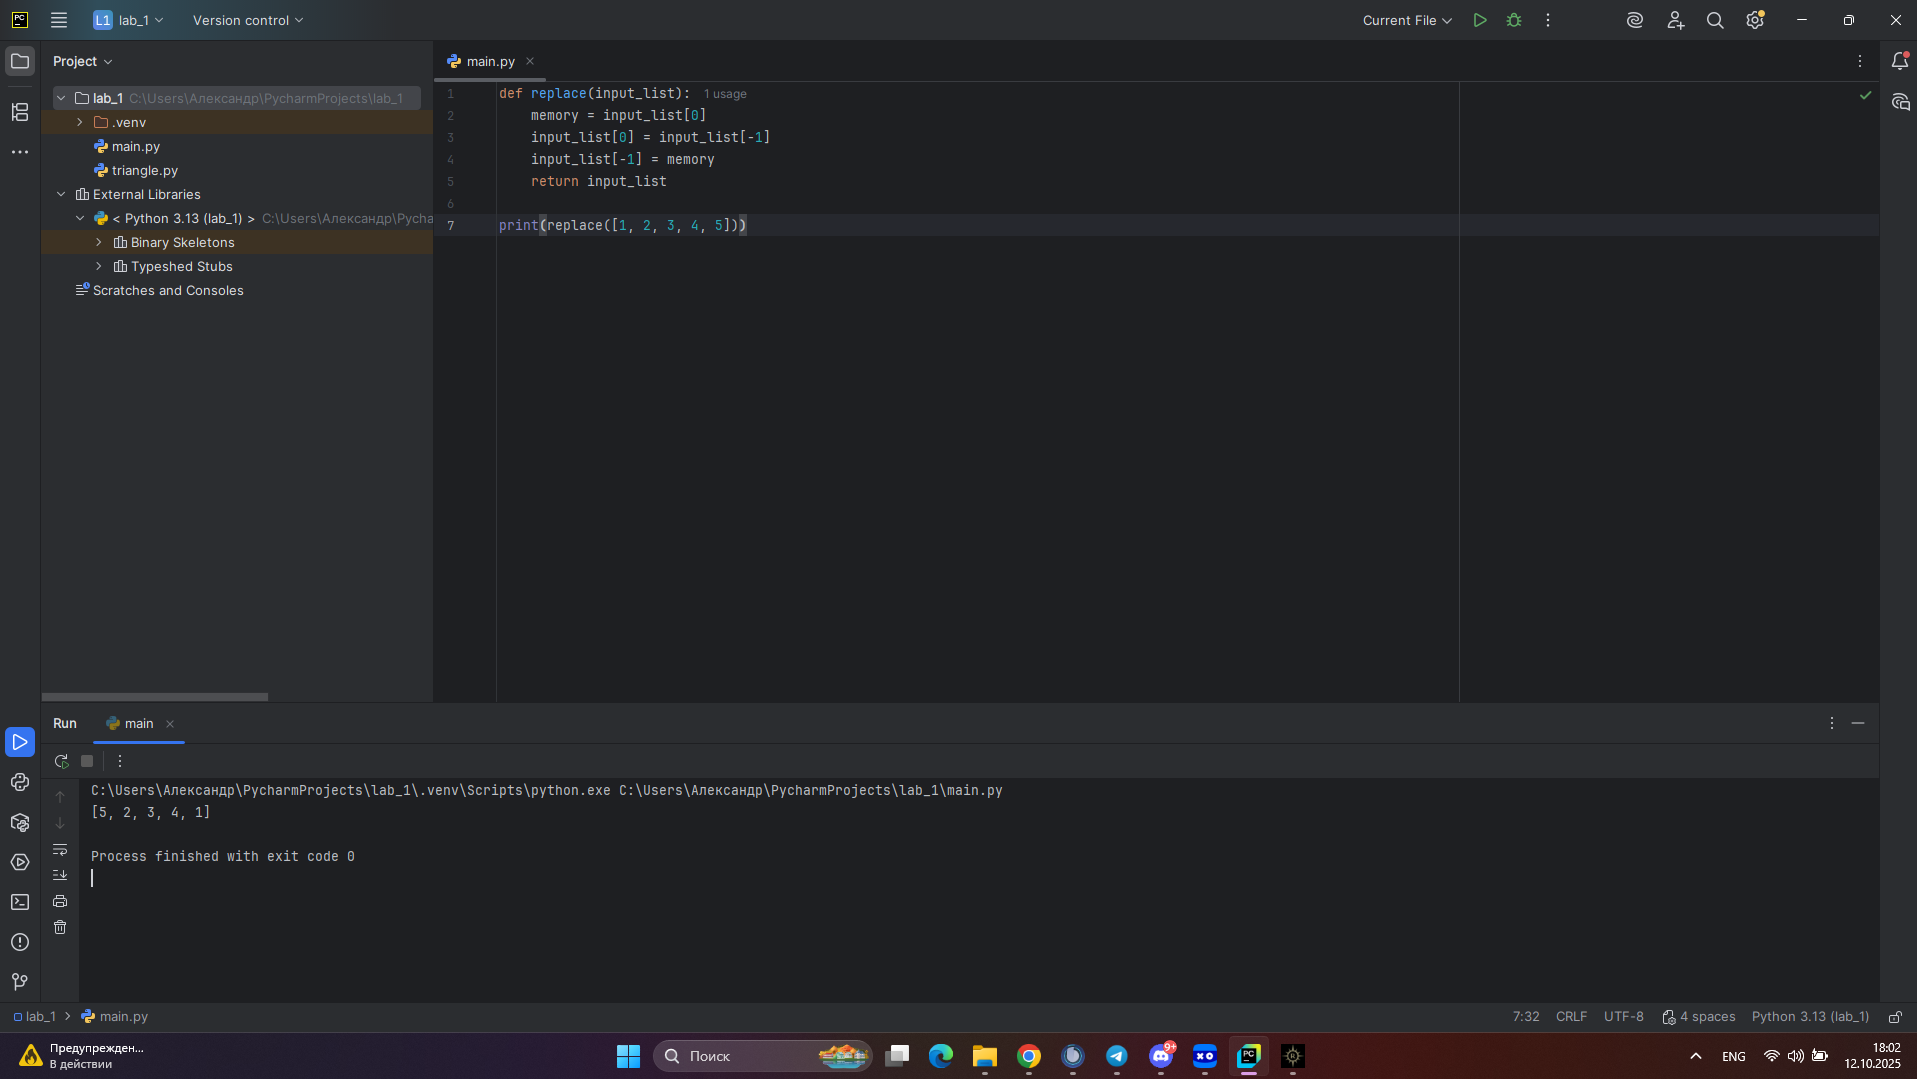 PC
L1 lab_1
Version control
Current File
Project
main.py
lab_1 C:\Users\Александр\PycharmProjects\lab_1
.venv
main.py
triangle.py
External Libraries
< Python 3.13 (lab_1) > C:\Users\Александр\Pycha
Binary Skeletons
Typeshed Stubs
Scratches and Consoles
1 def replace(input_list): 1 usage
2 memory = input_list[0]
3 input_list[0] = input_list[-1]
4 input_list[-1] = memory
5 return input_list
6
7 print(replace([1, 2, 3, 4, 5]))
Run
main
C:\Users\Александр\PycharmProjects\lab_1\.venv\Scripts\python.exe C:\Users\Александр\PycharmProjects\lab_1\main.py
[5, 2, 3, 4, 1]
Process finished with exit code 0
lab_1 > main.py
7:32 CRLF UTF-8 4 spaces Python 3.13 (lab_1)
Предупрежден...
В действии
Поиск
9+
XO
PC
ENG
18:02
12.10.2025